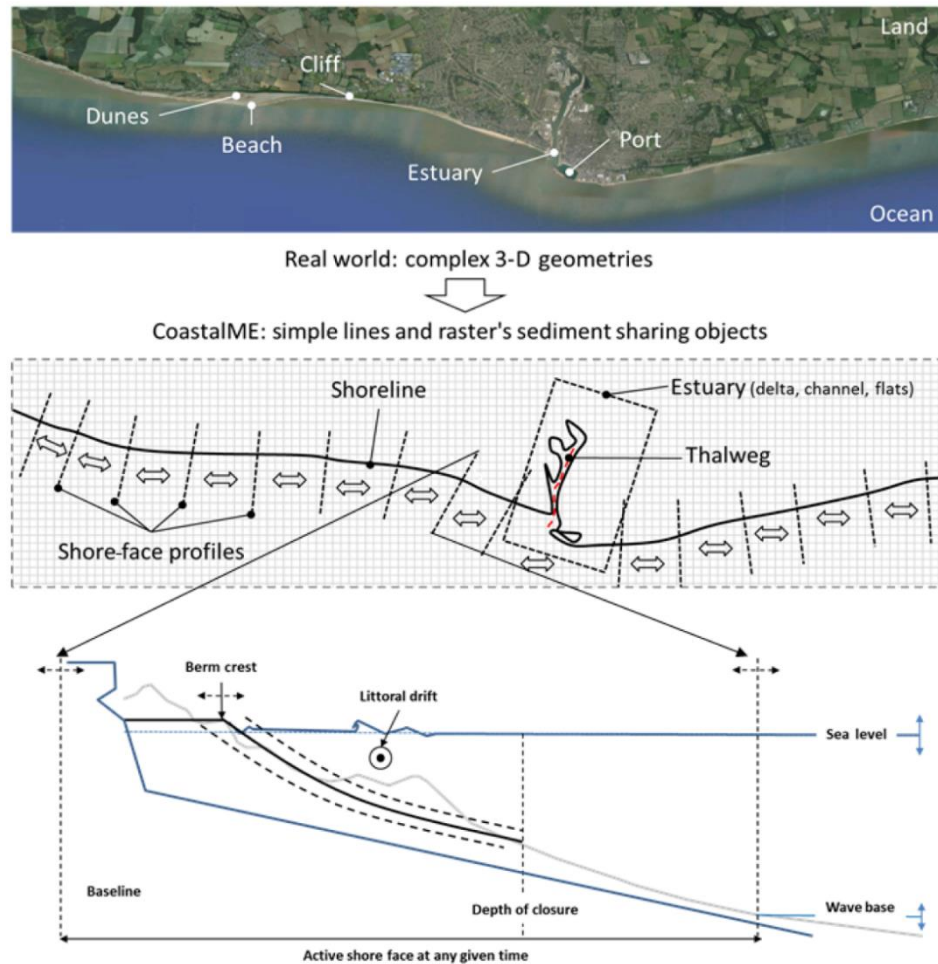 Land
Cliff
Dunes
Beach
Port
Estuary
Ocean
Real world: complex 3-D geometries
CoastalME: simple lines and raster's sediment sharing objects
Shoreline
Estuary (delta, channel, flats)
Thalweg
Shore-face profiles
Berm crest
Littoral drift
Sea level
Baseline
Depth of closure
Wave base
Active shore face at any given time